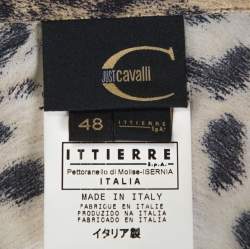 C
JUST cavalli
48
ITTIERRE
S.p.A.
ITTIERRE
S.p.A.
Pettoranello di Molise-ISERNIA
ITALIA
MADE IN ITALY
FABRIQUE EN ITALIE
PRODUZIDO NA ITALIA
FABRICADO EN ITALIA
イタリア製